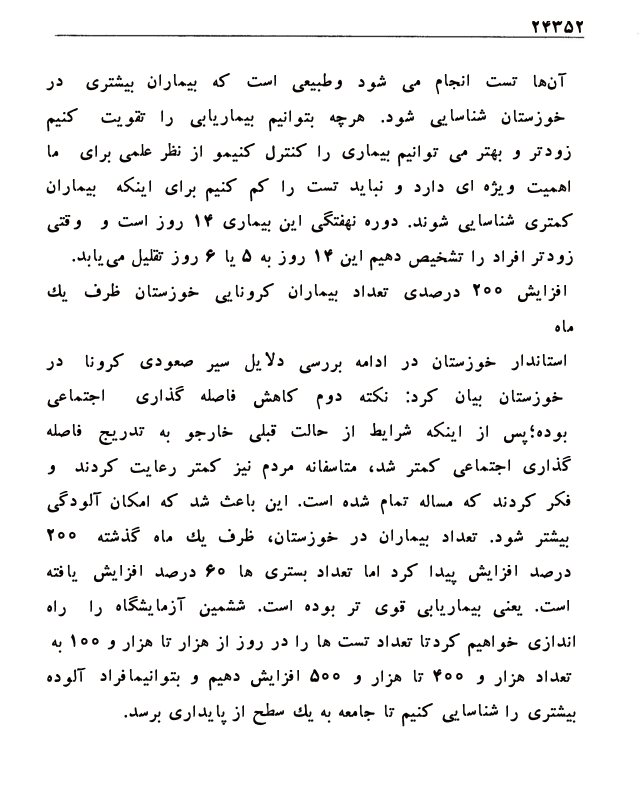 ۲۴۳۵۲
آن‌ها تست انجام می شود وطبیعی است که بیماران بیشتری در
خوزستان شناسایی شود. هرچه بتوانیم بیماریابی را تقویت کنیم
زودتر و بهتر می توانیم بیماری را کنترل کنیمو از نظر علمی برای ما
اهمیت ویژه ای دارد و نباید تست را کم کنیم برای اینکه بیماران
کمتری شناسایی شوند. دوره نهفتگی این بیماری ۱۴ روز است و وقتی
زودتر افراد را تشخیص دهیم این ۱۴ روز به ۵ یا ۶ روز تقلیل می‌یابد.
افزایش ۲۰۰ درصدی تعداد بیماران کرونایی خوزستان ظرف یك
ماه
استاندار خوزستان در ادامه بررسی دلایل سیر صعودی کرونا در
خوزستان بیان کرد: نکته دوم کاهش فاصله گذاری اجتماعی
بوده؛پس از اینکه شرایط از حالت قبلی خارجو به تدریج فاصله
گذاری اجتماعی کمتر شد، متاسفانه مردم نیز کمتر رعایت کردند و
فکر کردند که مساله تمام شده است. این باعث شد که امکان آلودگی
بیشتر شود. تعداد بیماران در خوزستان، ظرف یك ماه گذشته ۲۰۰
درصد افزایش پیدا کرد اما تعداد بستری ها ۶۰ درصد افزایش یافته
است. یعنی بیماریابی قوی تر بوده است. ششمین آزمایشگاه را راه
اندازی خواهیم کردتا تعداد تست ها را در روز از هزار تا هزار و ۱۰۰ به
تعداد هزار و ۴۰۰ تا هزار و ۵۰۰ افزایش دهیم و بتوانیمافراد آلوده
بیشتری را شناسایی کنیم تا جامعه به یك سطح از پایداری برسد.